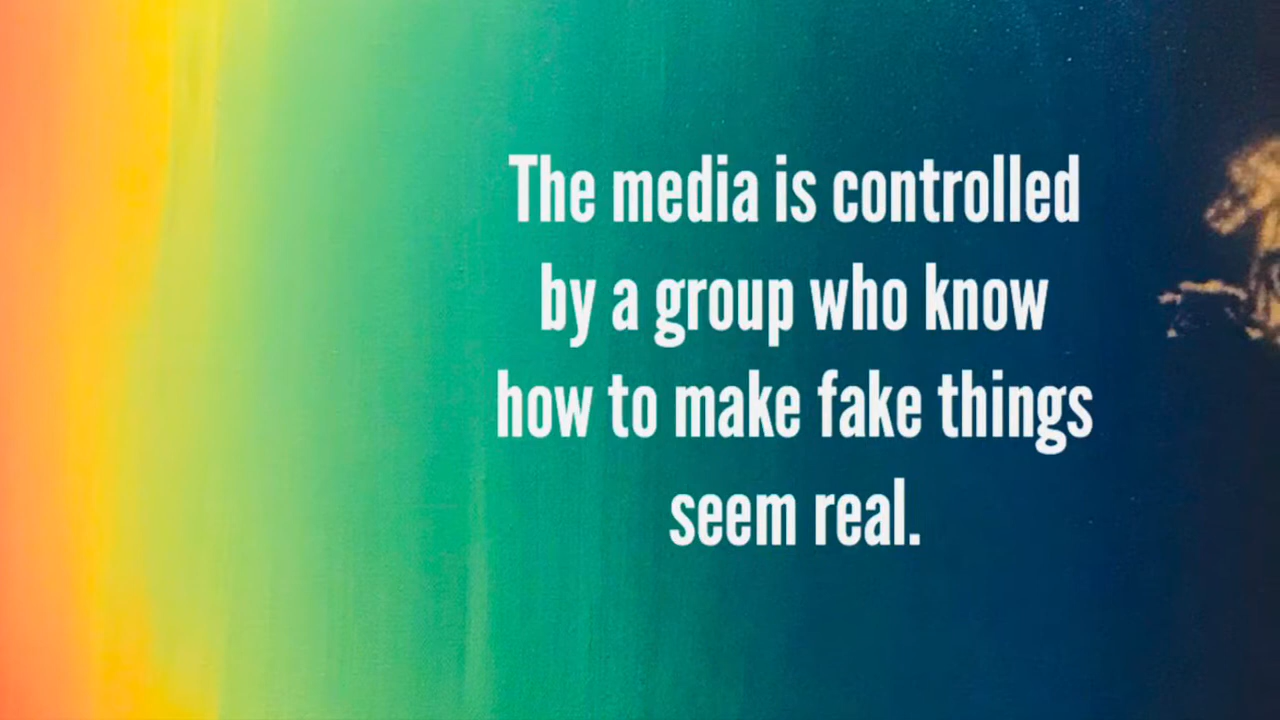 The media is controlled
by a group who know
how to make fake things
seem real.